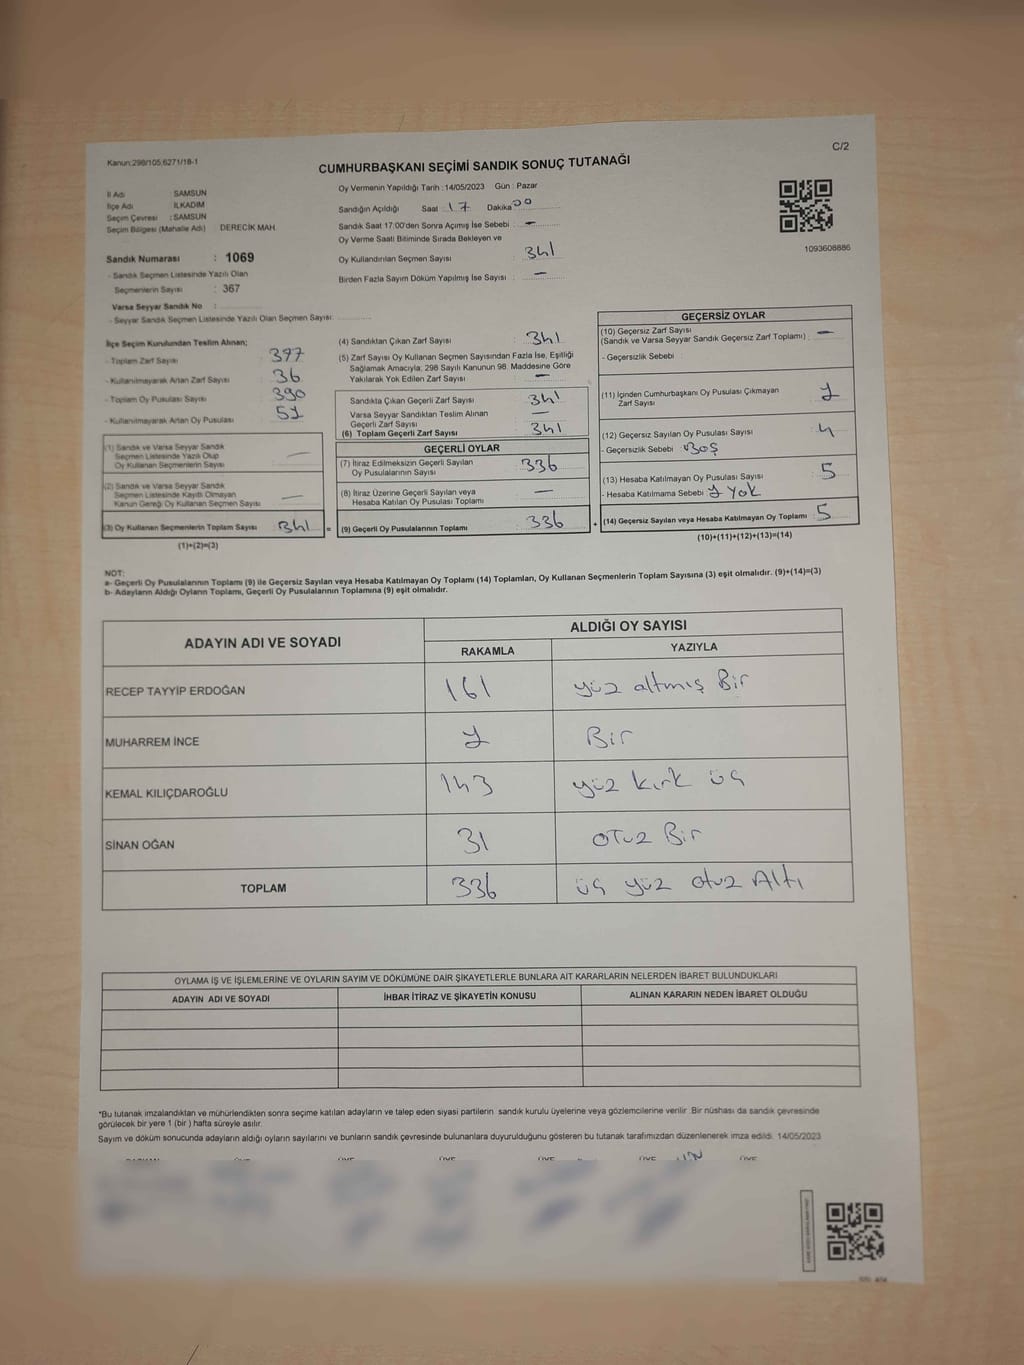 Kanun:298/105,6271/18-1
C/2
CUMHURBAŞKANI SEÇİMİ SANDIK SONUÇ TUTANAĞI
İl Adı SAMSUN
İlçe Adı İLKADIM
Seçim Çevresi : SAMSUN
Seçim Bölgesi (Mahalle Adı) DERECİK MAH.
Sandık Numarası : 1069
- Sandık Seçmen Listesinde Yazılı Olan
Seçmenlerin Sayısı : 367
Varsa Seyyar Sandık No :
- Seyyar Sandık Seçmen Listesinde Yazılı Olan Seçmen Sayısı:
Oy Vermenin Yapıldığı Tarih : 14/05/2023 Gün : Pazar
Sandığın Açıldığı Saat 17 Dakika 00
Sandık Saat 17:00'den Sonra Açımış İse Sebebi : —
Oy Verme Saati Bitiminde Sırada Bekleyen ve
Oy Kullandırılan Seçmen Sayısı : 341
Birden Fazla Sayım Döküm Yapılmış İse Sayısı : —
1093608886
İlçe Seçim Kurulundan Teslim Alınan;
- Toplam Zarf Sayısı : 397
- Kullanılmayarak Artan Zarf Sayısı : 36
- Toplam Oy Pusulası Sayısı : 390
- Kullanılmayarak Artan Oy Pusulası : 51
(1) Sandık ve Varsa Seyyar Sandık
Seçmen Listesinde Yazılı Olup
Oy Kullanan Seçmenlerin Sayısı —
(2) Sandık ve Varsa Seyyar Sandık
Seçmen Listesinde Kayıtlı Olmayan
Kanun Gereği Oy Kullanan Seçmen Sayısı —
(3) Oy Kullanan Seçmenlerin Toplam Sayısı 341 =
(1)+(2)=(3)
(4) Sandıktan Çıkan Zarf Sayısı : 341
(5) Zarf Sayısı Oy Kullanan Seçmen Sayısından Fazla İse, Eşitliği
Sağlamak Amacıyla; 298 Sayılı Kanunun 98. Maddesine Göre
Yakılarak Yok Edilen Zarf Sayısı : —
Sandıkta Çıkan Geçerli Zarf Sayısı : 341
Varsa Seyyar Sandıktan Teslim Alınan
Geçerli Zarf Sayısı : —
(6) Toplam Geçerli Zarf Sayısı : 341
GEÇERLİ OYLAR
(7) İtiraz Edilmeksizin Geçerli Sayılan
Oy Pusulasının Sayısı : 336
(8) İtiraz Üzerine Geçerli Sayılan veya
Hesaba Katılan Oy Pusulası Toplamı : —
(9) Geçerli Oy Pusulalarının Toplamı 336 +
GEÇERSİZ OYLAR
(10) Geçersiz Zarf Sayısı
(Sandık ve Varsa Seyyar Sandık Geçersiz Zarf Toplamı) : —
- Geçersizlik Sebebi :
(11) İçinden Cumhurbaşkanı Oy Pusulası Çıkmayan
Zarf Sayısı 1
(12) Geçersiz Sayılan Oy Pusulası Sayısı 4
- Geçersizlik Sebebi Boş
(13) Hesaba Katılmayan Oy Pusulası Sayısı 5
- Hesaba Katılmama Sebebi 1 Yok
(14) Geçersiz Sayılan veya Hesaba Katılmayan Oy Toplamı : 5
(10)+(11)+(12)+(13)=(14)
NOT:
a- Geçerli Oy Pusulalarının Toplamı (9) ile Geçersiz Sayılan veya Hesaba Katılmayan Oy Toplamı (14) Toplamları, Oy Kullanan Seçmenlerin Toplam Sayısına (3) eşit olmalıdır. (9)+(14)=(3)
b- Adayların Aldığı Oyların Toplamı, Geçerli Oy Pusulalarının Toplamına (9) eşit olmalıdır.
ADAYIN ADI VE SOYADI
ALDIĞI OY SAYISI
RAKAMLA YAZIYLA
RECEP TAYYİP ERDOĞAN 161 yüz altmış Bir
MUHARREM İNCE 1 Bir
KEMAL KILIÇDAROĞLU 143 yüz kırk üç
SİNAN OĞAN 31 otuz Bir
TOPLAM 336 üç yüz otuz Altı
OYLAMA İŞ VE İŞLEMLERİNE VE OYLARIN SAYIM VE DÖKÜMÜNE DAİR ŞİKAYETLERLE BUNLARA AİT KARARLARIN NELERDEN İBARET BULUNDUKLARI
ADAYIN ADI VE SOYADI İHBAR İTİRAZ VE ŞİKAYETİN KONUSU ALINAN KARARIN NEDEN İBARET OLDUĞU
*Bu tutanak imzalandıktan ve mühürlendikten sonra seçime katılan adayların ve talep eden siyasi partilerin sandık kurulu üyelerine veya gözlemcilerine verilir .Bir nüshası da sandık çevresinde
görülecek bir yere 1 (bir ) hafta süreyle asılır.
Sayım ve döküm sonucunda adayların aldığı oyların sayılarını ve bunların sandık çevresinde bulunanlara duyurulduğunu gösteren bu tutanak tarafımızdan düzenlenerek imza edildi. 14/05/2023